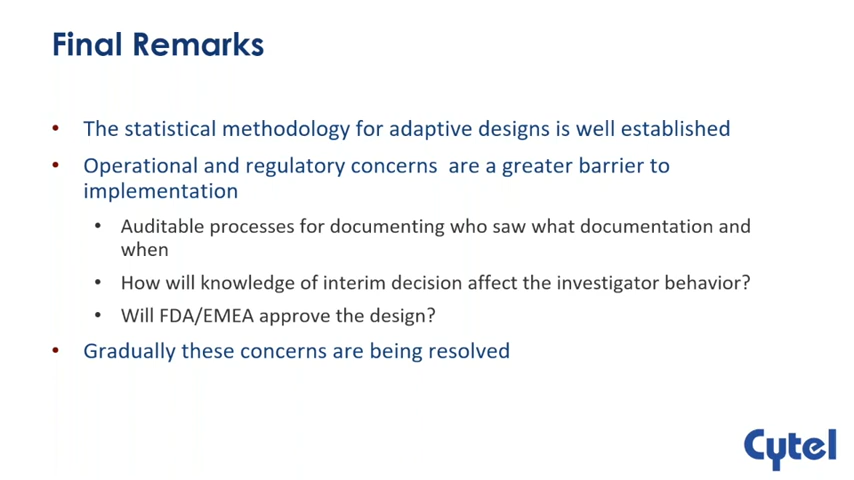 Final Remarks
• The statistical methodology for adaptive designs is well established
• Operational and regulatory concerns  are a greater barrier to
implementation
• Auditable processes for documenting who saw what documentation and
when
• How will knowledge of interim decision affect the investigator behavior?
• Will FDA/EMEA approve the design?
• Gradually these concerns are being resolved
Cytel